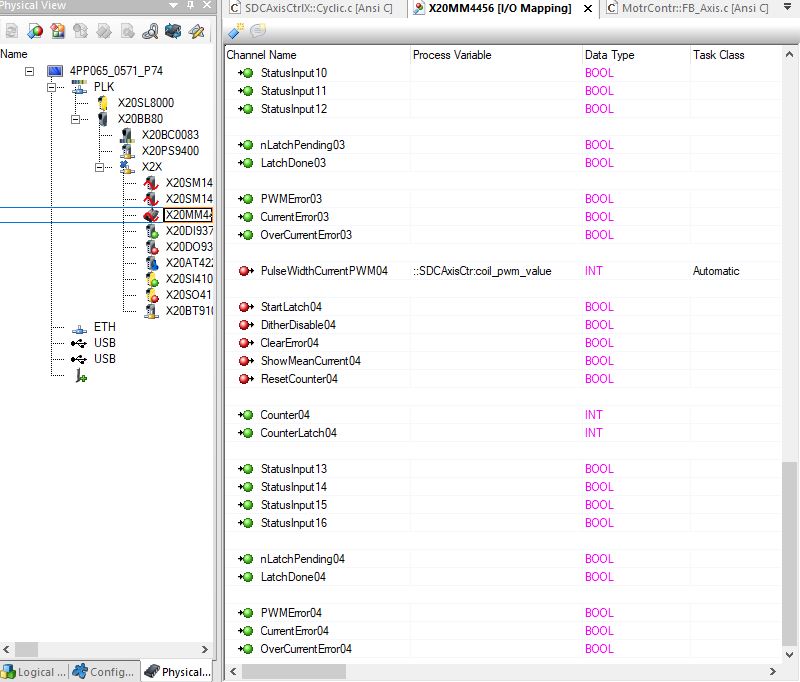 Physical View
SDCAxisCtrlX::Cyclic.c [Ansi C]
X20MM4456 [I/O Mapping]
MotrContr::FB_Axis.c [Ansi C]
Name
4PP065_0571_P74
PLK
X20SL8000
X20BB80
X20BC0083
X20PS9400
X2X
X20SM14
X20SM14
X20MM44
X20DI937
X20DO93
X20AT422
X20SI410
X20SO41
X20BT910
ETH
USB
USB
Logical ...
Config...
Physical...
Channel Name Process Variable Data Type Task Class
StatusInput10 BOOL
StatusInput11 BOOL
StatusInput12 BOOL
nLatchPending03 BOOL
LatchDone03 BOOL
PWMError03 BOOL
CurrentError03 BOOL
OverCurrentError03 BOOL
PulseWidthCurrentPWM04 ::SDCAxisCtr:coil_pwm_value INT Automatic
StartLatch04 BOOL
DitherDisable04 BOOL
ClearError04 BOOL
ShowMeanCurrent04 BOOL
ResetCounter04 BOOL
Counter04 INT
CounterLatch04 INT
StatusInput13 BOOL
StatusInput14 BOOL
StatusInput15 BOOL
StatusInput16 BOOL
nLatchPending04 BOOL
LatchDone04 BOOL
PWMError04 BOOL
CurrentError04 BOOL
OverCurrentError04 BOOL